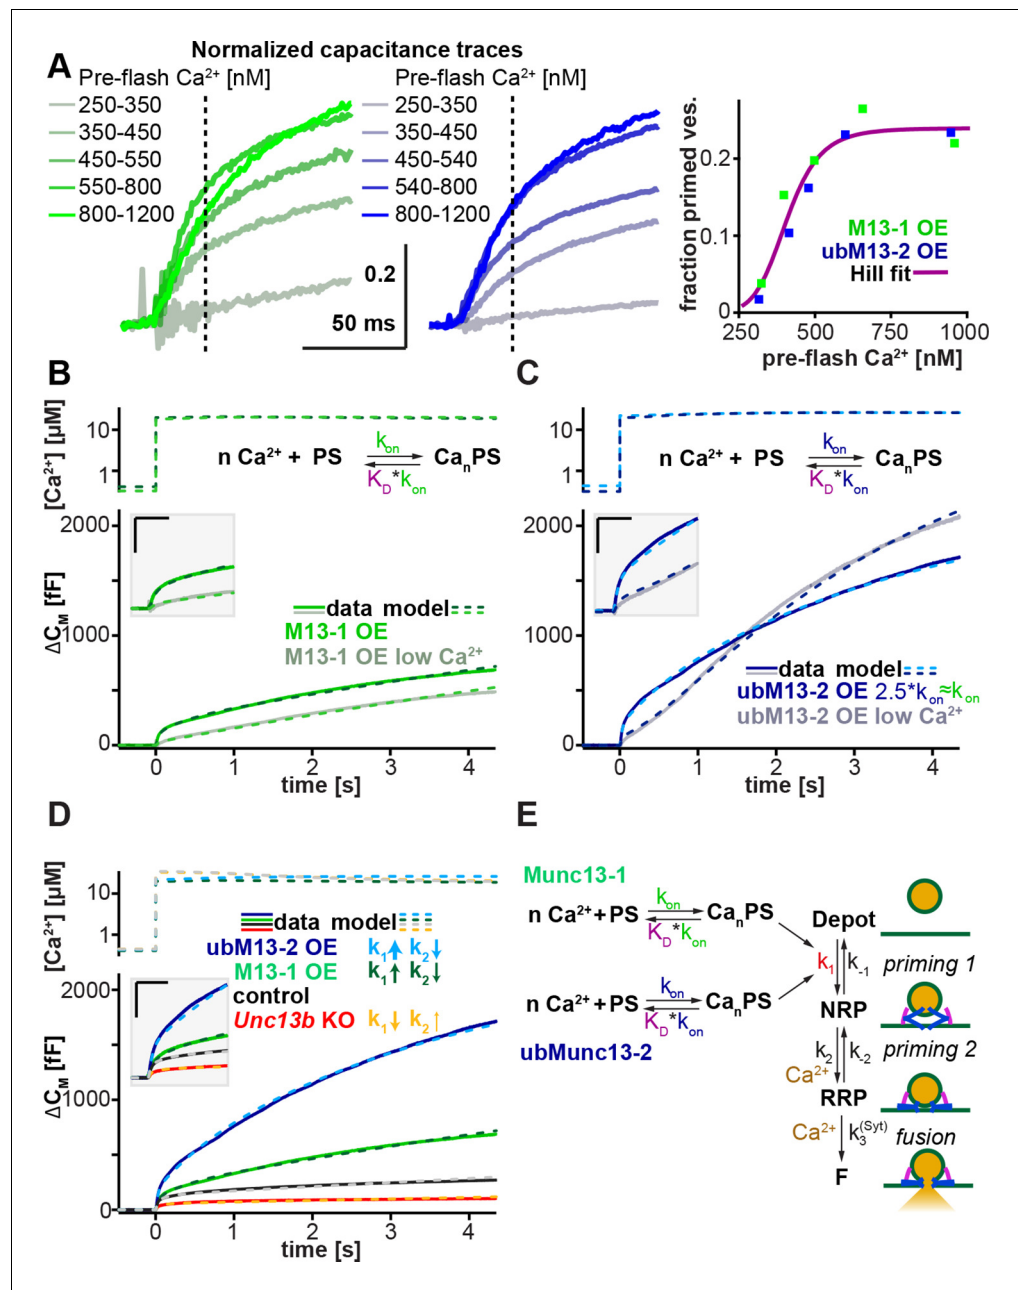 A
Normalized capacitance traces
Pre-flash Ca²⁺ [nM]
250-350
350-450
450-550
550-800
800-1200
Pre-flash Ca²⁺ [nM]
250-350
350-450
450-540
540-800
800-1200
0.2
50 ms
fraction primed ves.
0.2
0.1
0
M13-1 OE
ubM13-2 OE
Hill fit
250 500 750 1000
pre-flash Ca²⁺ [nM]
B
[Ca²⁺] [µM]
10
1
n Ca²⁺ + PS kon CanPS
KD*kon
ΔCM [fF]
2000
1000
0
data model
M13-1 OE
M13-1 OE low Ca²⁺
0 1 2 3 4
time [s]
C
10
1
n Ca²⁺ + PS kon CanPS
KD*kon
2000
1000
0
data model
ubM13-2 OE 2.5*kon≈kon
ubM13-2 OE low Ca²⁺
0 1 2 3 4
time [s]
D
[Ca²⁺] [µM]
10
1
data model
ubM13-2 OE k1↑ k2↓
M13-1 OE k1↑ k2↓
control
Unc13b KO k1↓ k2↑
ΔCM [fF]
2000
1000
0
0 1 2 3 4
time [s]
E
Munc13-1
n Ca²⁺+PS kon CanPS
KD*kon
n Ca²⁺+PS kon CanPS
KD*kon
ubMunc13-2
Depot
k1 k-1 priming 1
NRP
k2 k-2 priming 2
Ca²⁺
RRP
Ca²⁺ k3(Syt) fusion
F